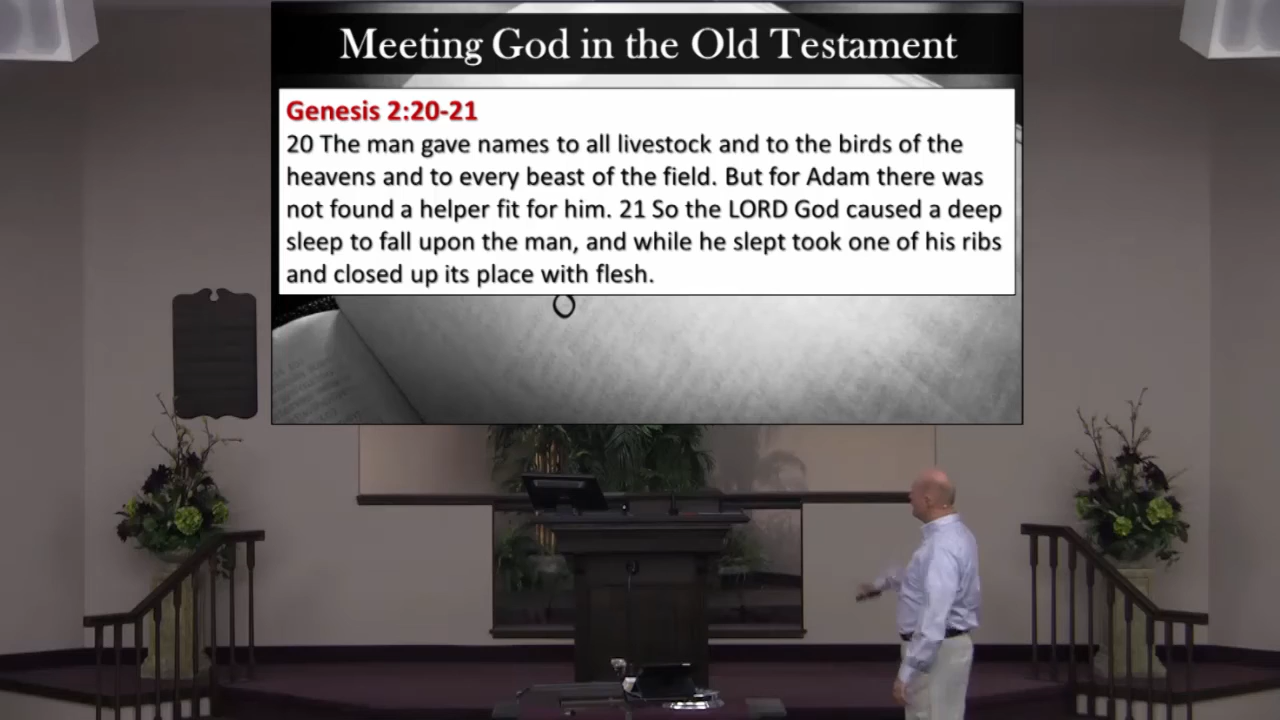 Meeting God in the Old Testament
Genesis 2:20-21
20 The man gave names to all livestock and to the birds of the
heavens and to every beast of the field. But for Adam there was
not found a helper fit for him. 21 So the LORD God caused a deep
sleep to fall upon the man, and while he slept took one of his ribs
and closed up its place with flesh.